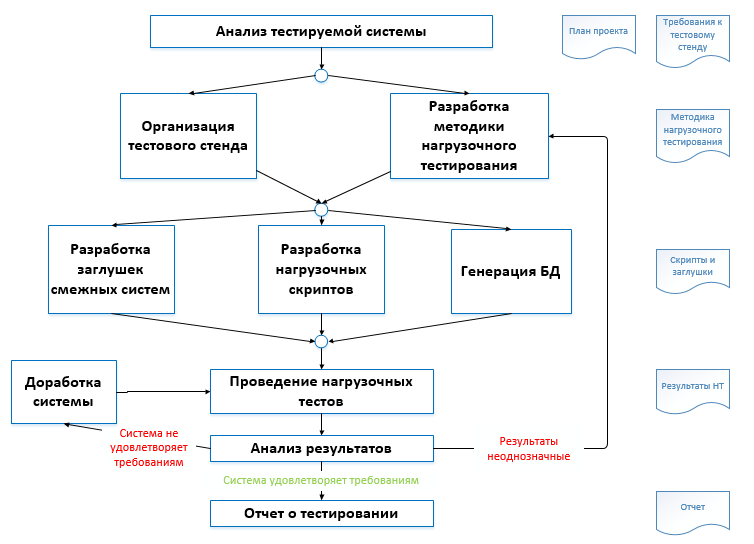 Анализ тестируемой системы
План проекта
Требования к
тестовому
стенду
Организация
тестового стенда
Разработка
методики
нагрузочного
тестирования
Методика
нагрузочного
тестирования
Разработка
заглушек
смежных систем
Разработка
нагрузочных
скриптов
Генерация БД
Скрипты и
заглушки
Доработка
системы
Проведение нагрузочных
тестов
Результаты НТ
Система не
удовлетворяет
требованиям
Анализ результатов
Результаты
неоднозначные
Система удовлетворяет требованиям
Отчет о тестировании
Отчет